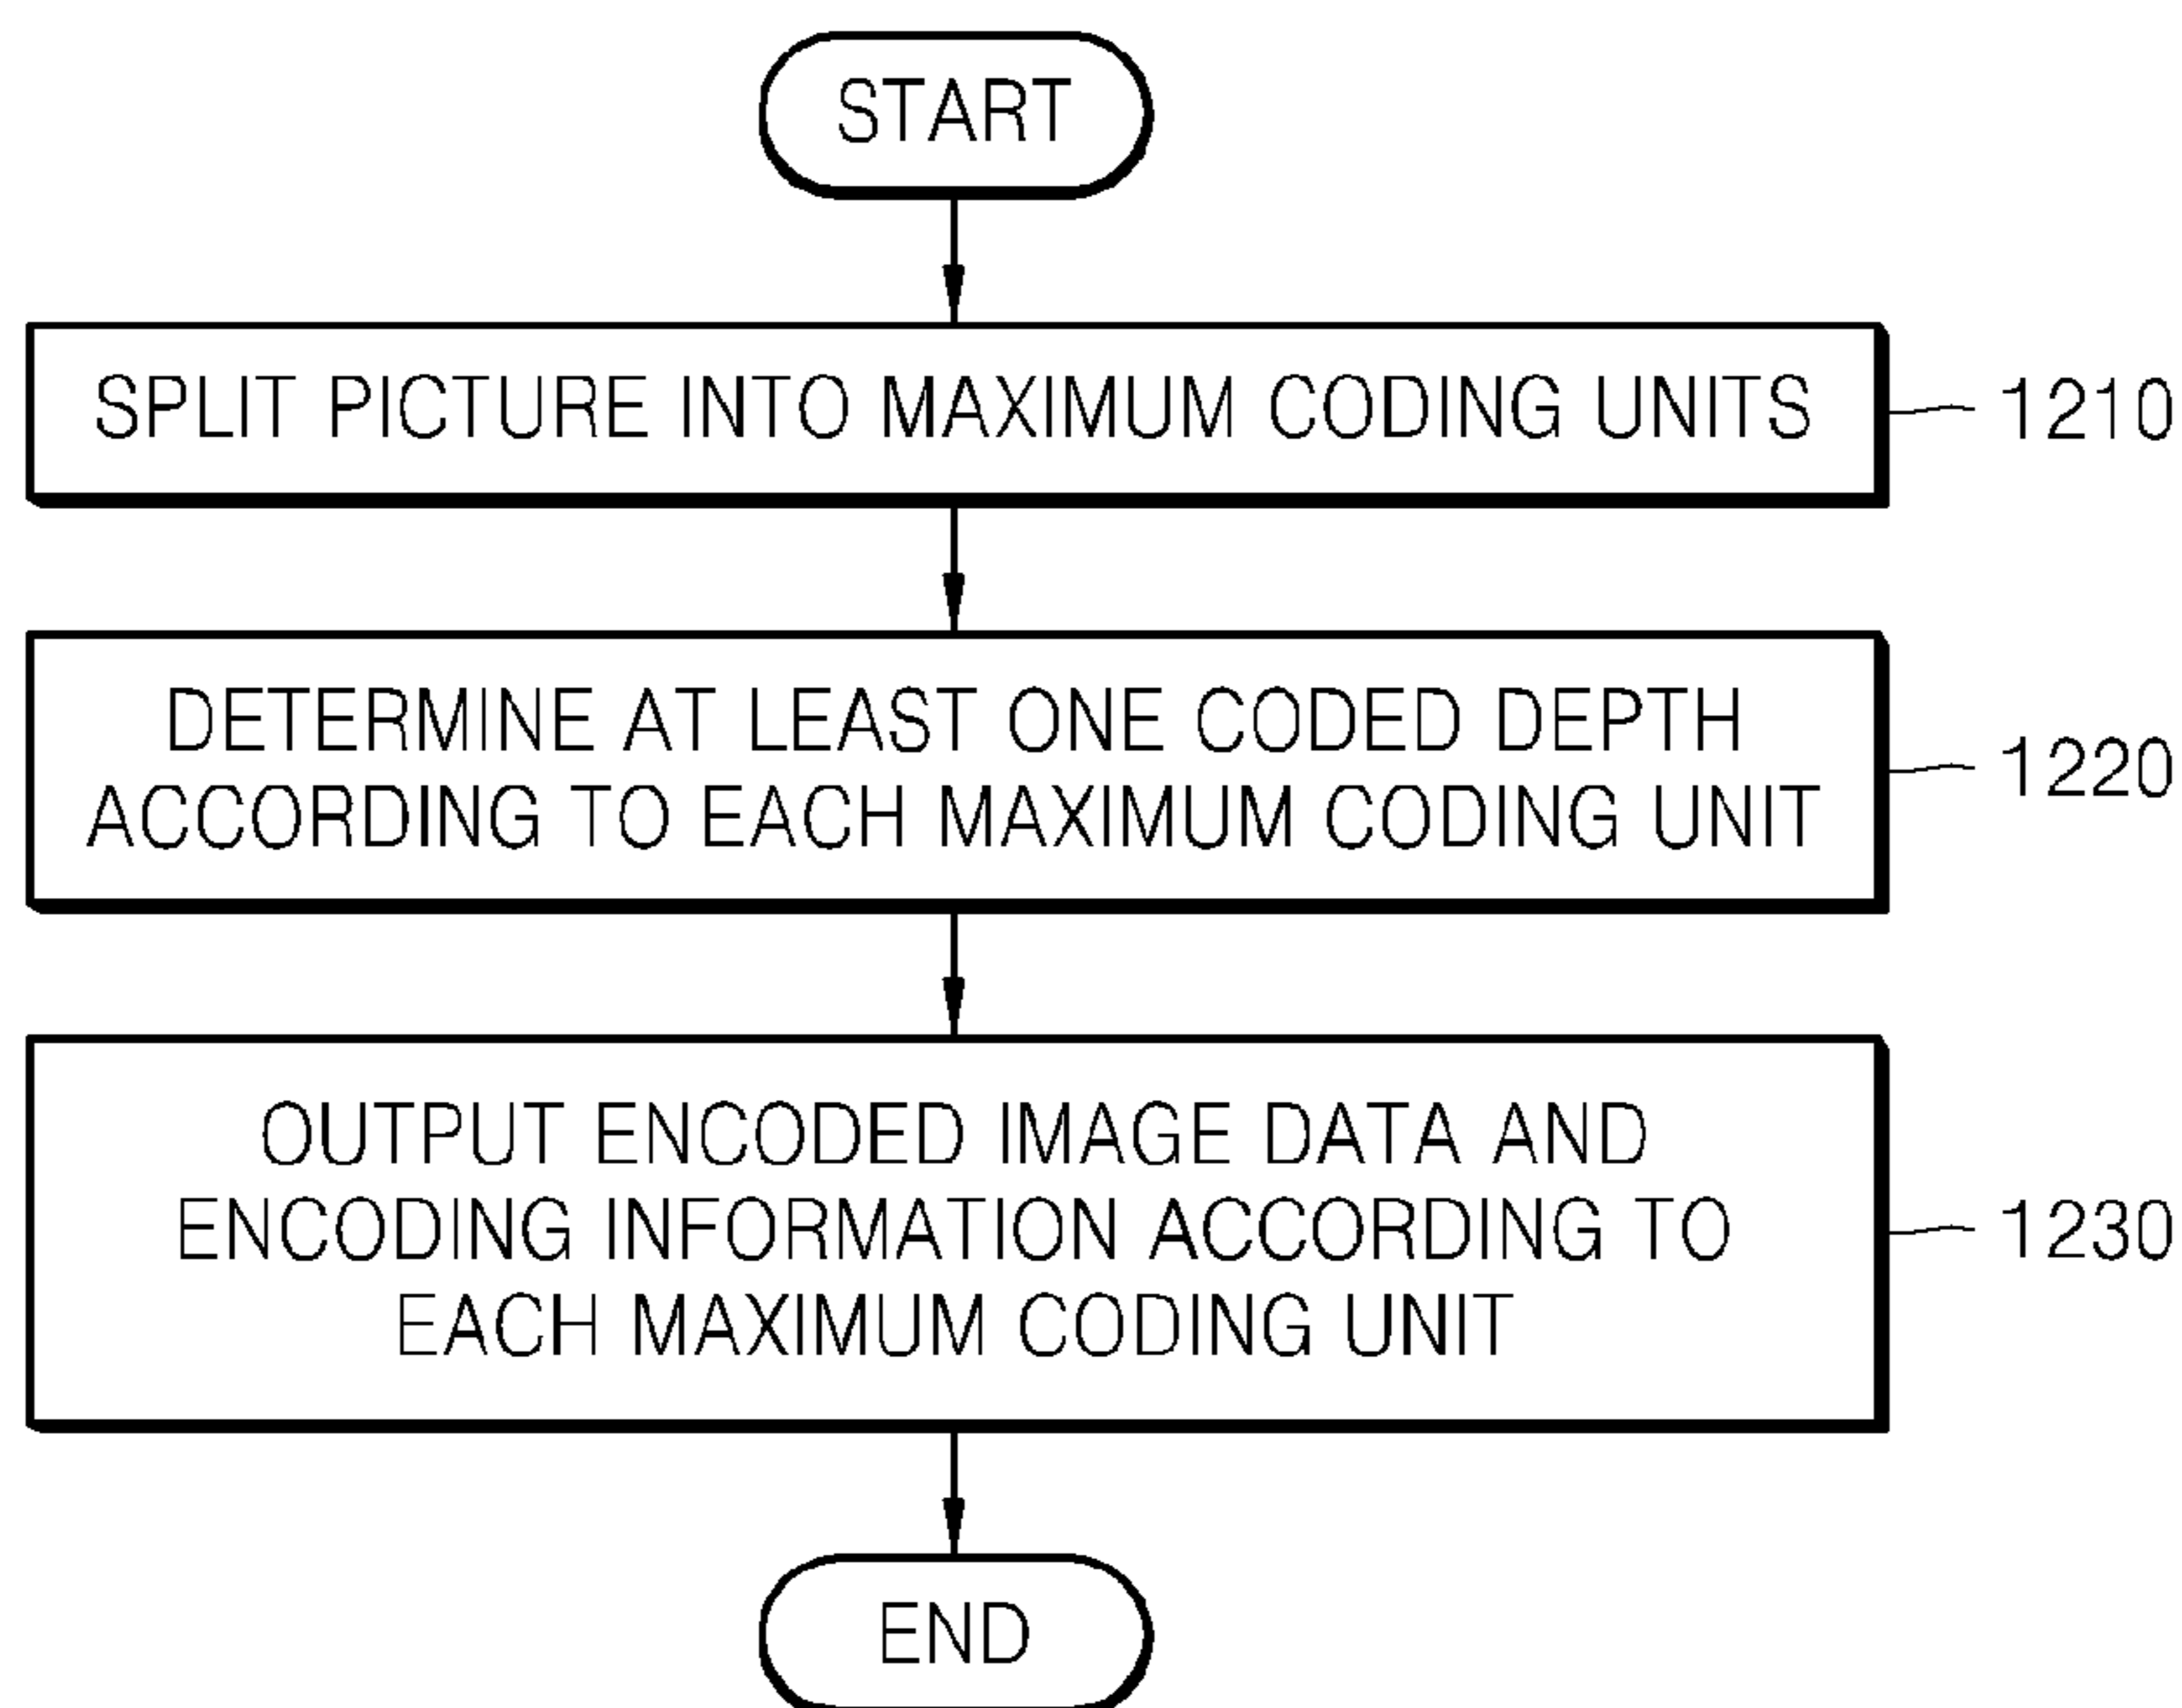 START
SPLIT PICTURE INTO MAXIMUM CODING UNITS
1210
DETERMINE AT LEAST ONE CODED DEPTH
ACCORDING TO EACH MAXIMUM CODING UNIT
1220
OUTPUT ENCODED IMAGE DATA AND
ENCODING INFORMATION ACCORDING TO
EACH MAXIMUM CODING UNIT
1230
END